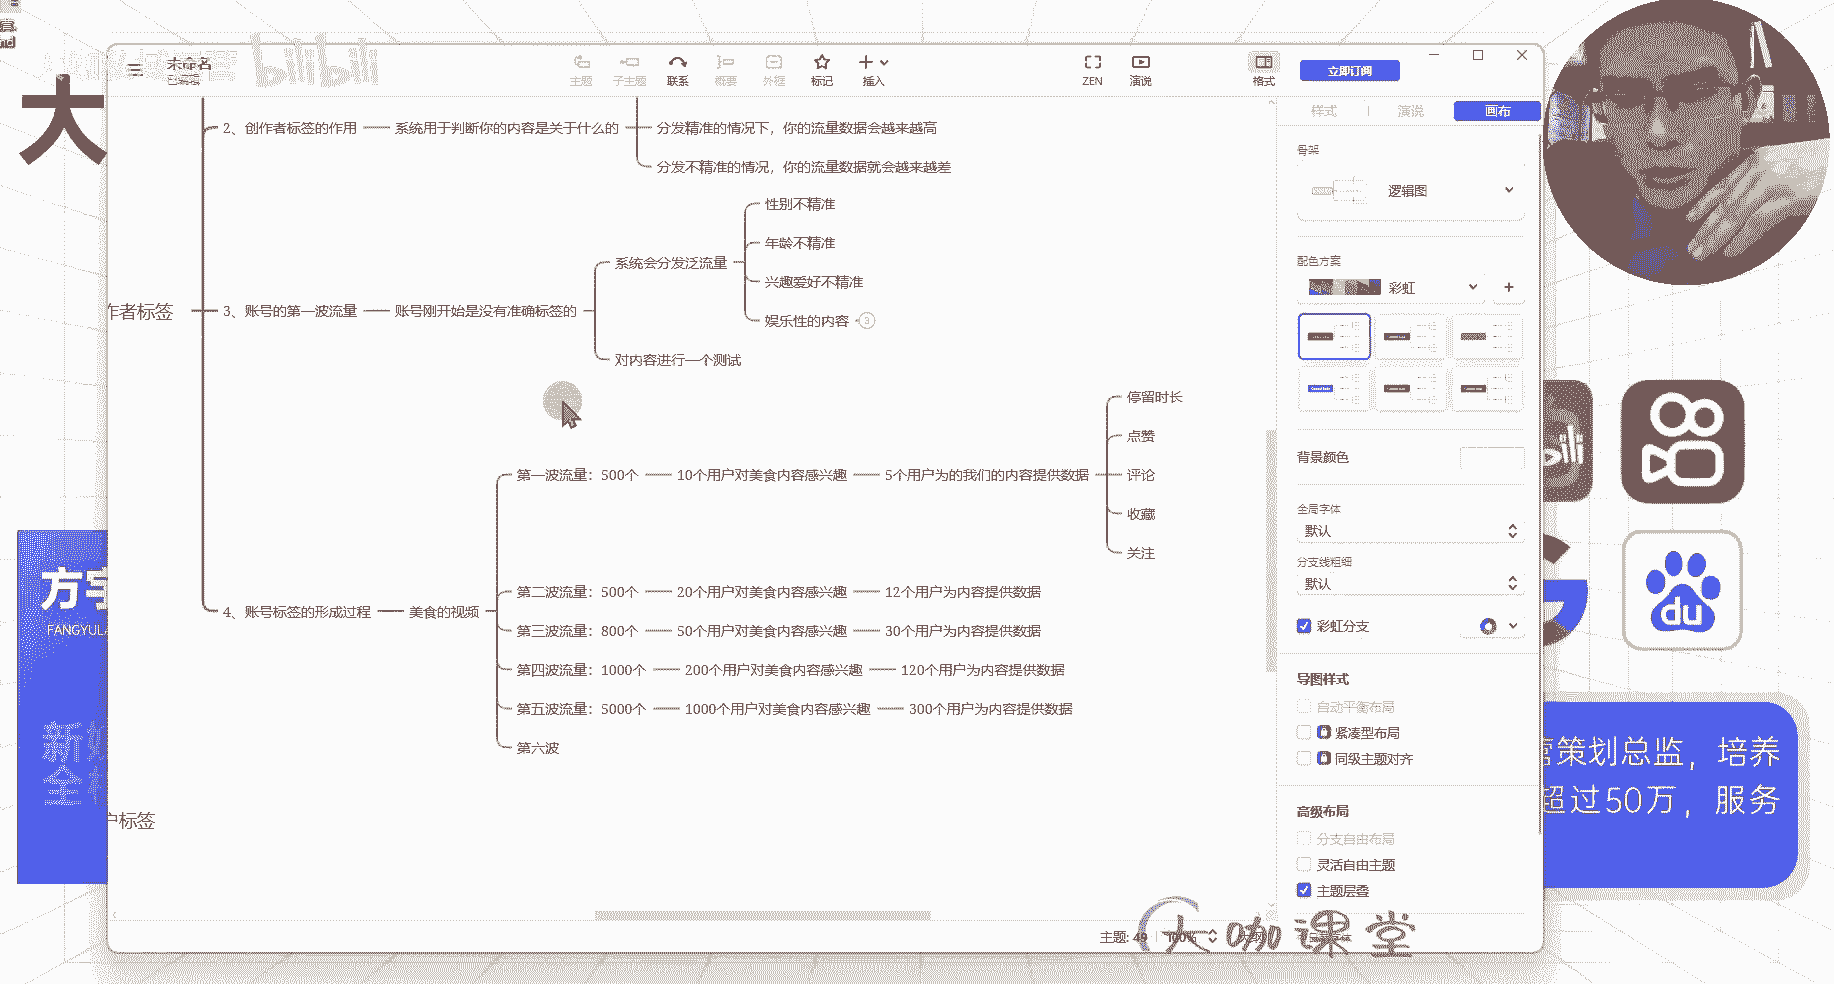 未命名
已编辑
bilibili
主题
子主题
联系
概要
外框
标记
插入
ZEN
演说
格式
立即订阅
大
样式
演说
画布
2、创作者标签的作用
系统用于判断你的内容是关于什么的
分发精准的情况下，你的流量数据会越来越高
分发不精准的情况，你的流量数据就会越来越差
作者标签
3、账号的第一波流量
账号刚开始是没有准确标签的
系统会分发泛流量
性别不精准
年龄不精准
兴趣爱好不精准
娱乐性的内容
3
对内容进行一个测试
4、账号标签的形成过程
美食的视频
第一波流量：500个
10个用户对美食内容感兴趣
5个用户为的我们的内容提供数据
停留时长
点赞
评论
收藏
关注
第二波流量：500个
20个用户对美食内容感兴趣
12个用户为内容提供数据
第三波流量：800个
50个用户对美食内容感兴趣
30个用户为内容提供数据
第四波流量：1000个
200个用户对美食内容感兴趣
120个用户为内容提供数据
第五波流量：5000个
1000个用户对美食内容感兴趣
300个用户为内容提供数据
第六波
户标签
骨架
逻辑图
配色方案
彩虹
背景颜色
全局字体
默认
分支线粗细
默认
彩虹分支
导图样式
自动平衡布局
紧凑型布局
同级主题对齐
高级布局
分支自由布局
灵活自由主题
主题层叠
主题: 49
100%
大咖课堂
方宇
FANGYULA
新
全
du
营策划总监，培养
超过50万，服务